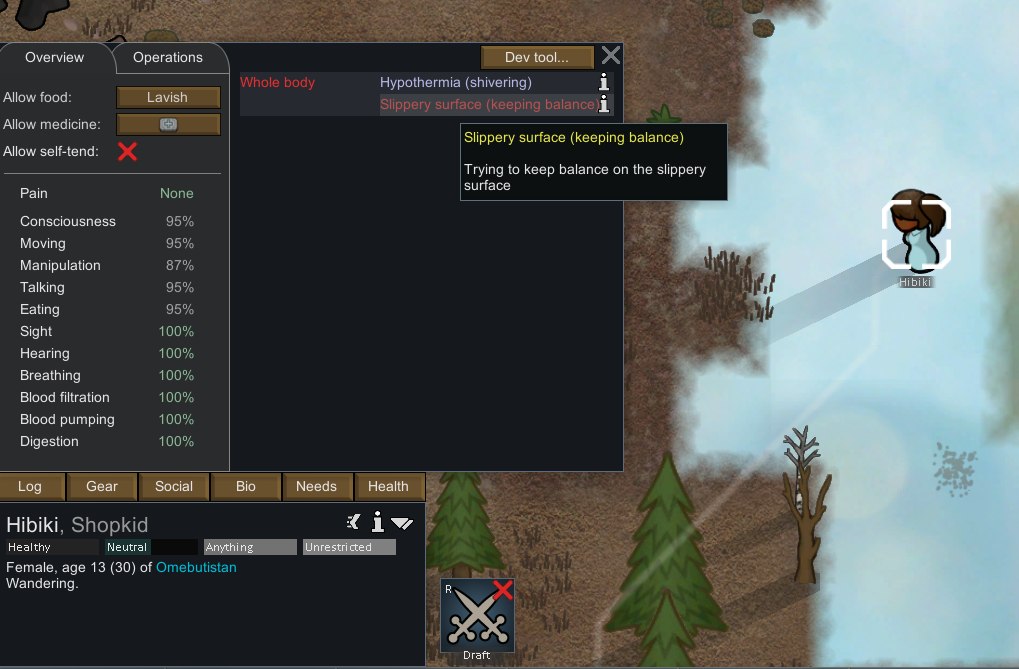 Overview
Operations
Dev tool...
Allow food:
Lavish
Allow medicine:
Allow self-tend:
Pain None
Consciousness 95%
Moving 95%
Manipulation 87%
Talking 95%
Eating 95%
Sight 100%
Hearing 100%
Breathing 100%
Blood filtration 100%
Blood pumping 100%
Digestion 100%
Whole body
Hypothermia (shivering)
Slippery surface (keeping balance)
Slippery surface (keeping balance)
Trying to keep balance on the slippery
surface
Hibiki
Log
Gear
Social
Bio
Needs
Health
Hibiki, Shopkid
Healthy
Neutral
Anything
Unrestricted
Female, age 13 (30) of Omebutistan
Wandering.
R
Draft